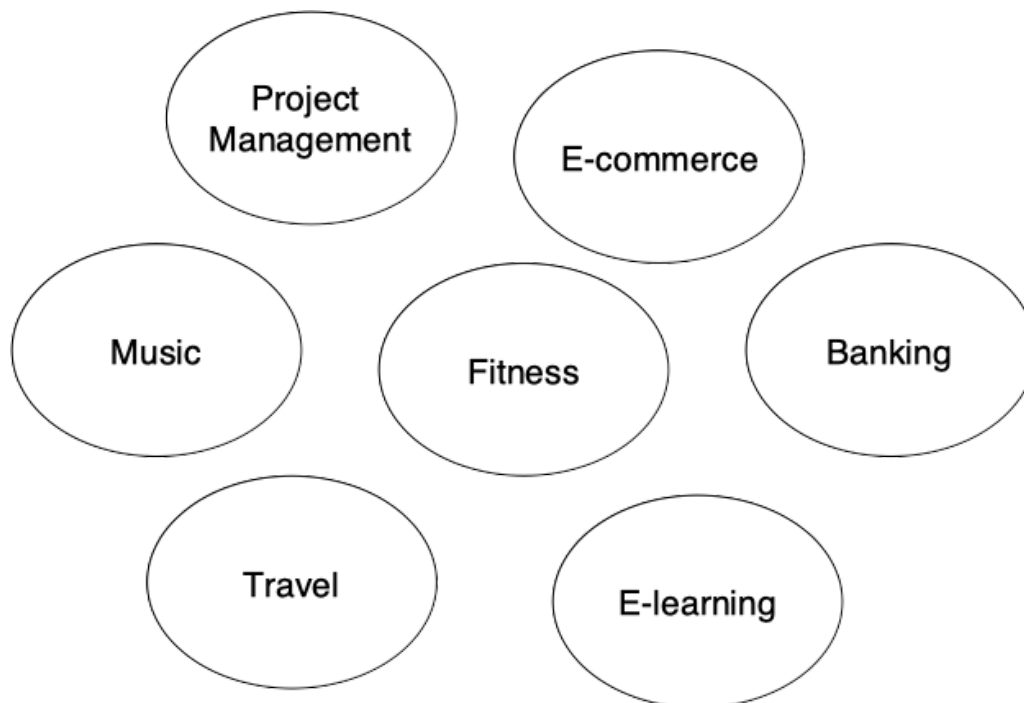 Project
Management
E-commerce
Music
Fitness
Banking
Travel
E-learning